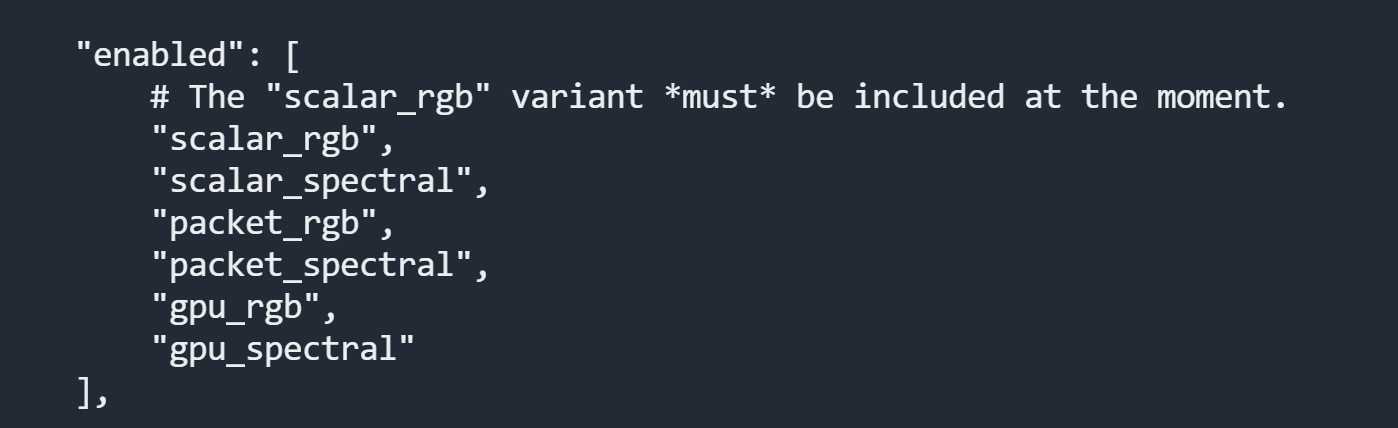 "enabled": [
# The "scalar_rgb" variant *must* be included at the moment.
"scalar_rgb",
"scalar_spectral",
"packet_rgb",
"packet_spectral",
"gpu_rgb",
"gpu_spectral"
],